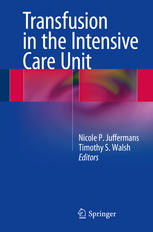 Transfusion
in the Intensive
Care Unit
Nicole P. Juffermans
Timothy S. Walsh
Editors
Springer